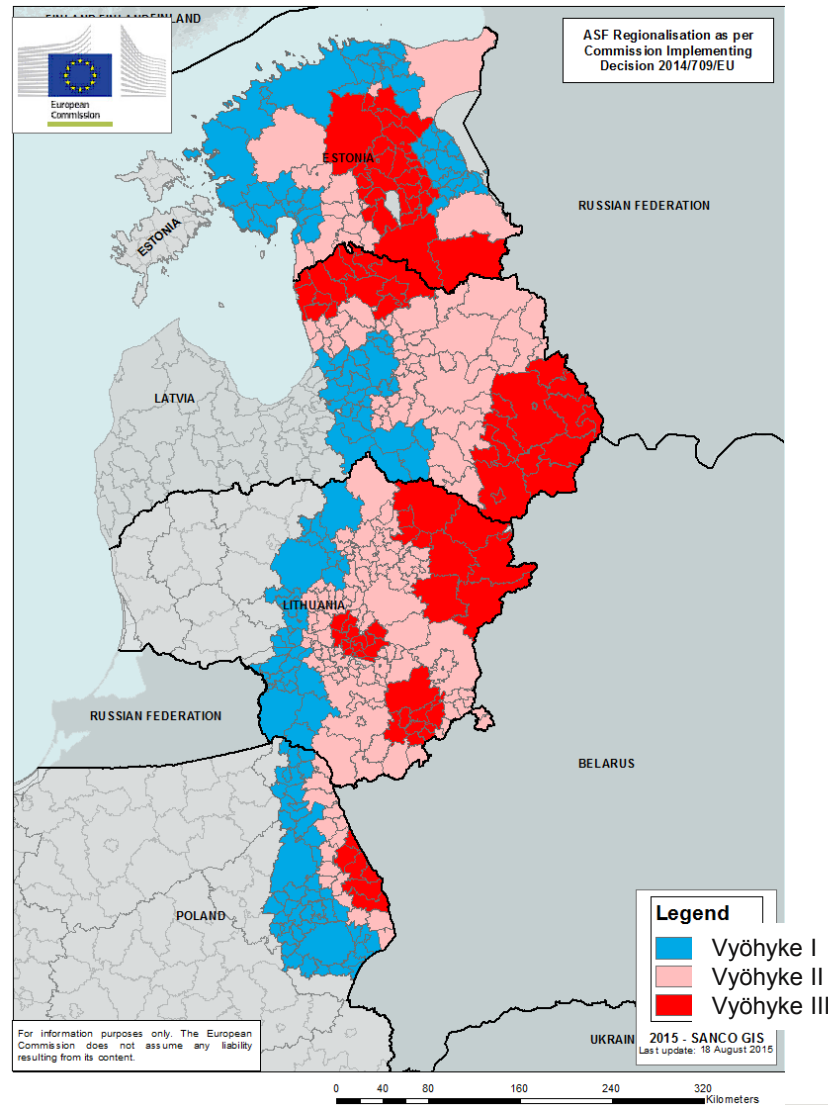 FINLAND
European
Commission
ASF Regionalisation as per
Commission Implementing
Decision 2014/709/EU
ESTONIA
RUSSIAN FEDERATION
ESTONIA
LATVIA
LITHUANIA
RUSSIAN FEDERATION
BELARUS
POLAND
Legend
Vyöhyke I
Vyöhyke II
Vyöhyke III
For information purposes only. The European
Commission does not assume any liability
resulting from its content.
UKRAIN
2015 - SANCO GIS
Last update: 18 August 2015
0 40 80 160 240 320
Kilometers